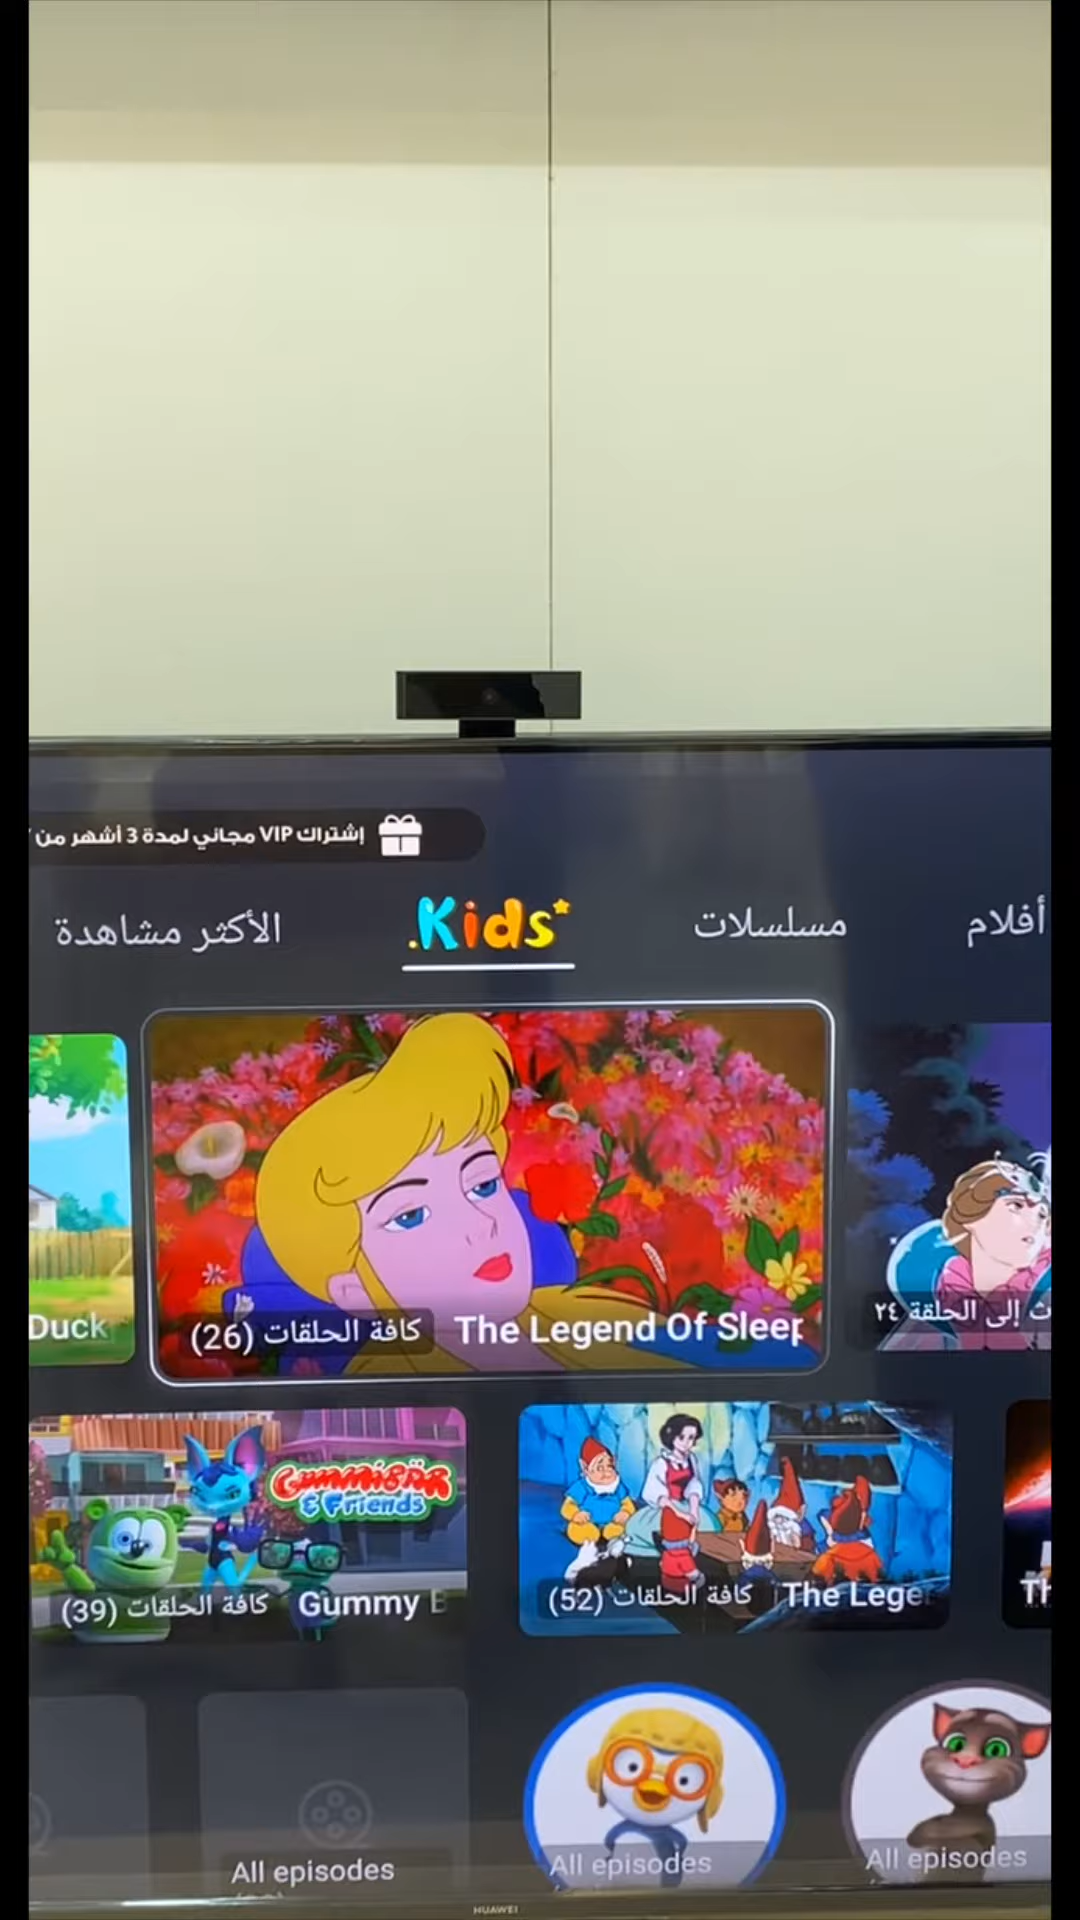 إشتراك VIP مجاني لمدة 3 أشهر من
أفلام
مسلسلات
Kids
الأكثر مشاهدة
إلى الحلقة ٢٤
The Legend Of Sleep
كافة الحلقات (26)
Duck
The Lege
كافة الحلقات (52)
GUMMIBÄR
& Friends
Gummy
كافة الحلقات (39)
All episodes
All episodes
All episodes
HUAWEI